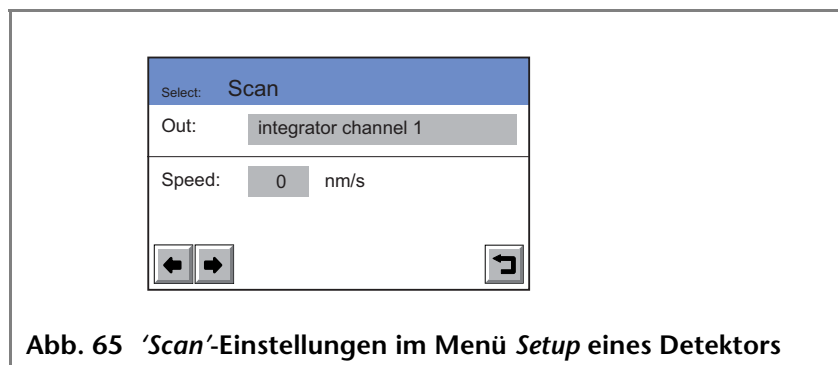 Select: Scan
Out: integrator channel 1
Speed: 0 nm/s
Abb. 65 ‘Scan’-Einstellungen im Menü Setup eines Detektors